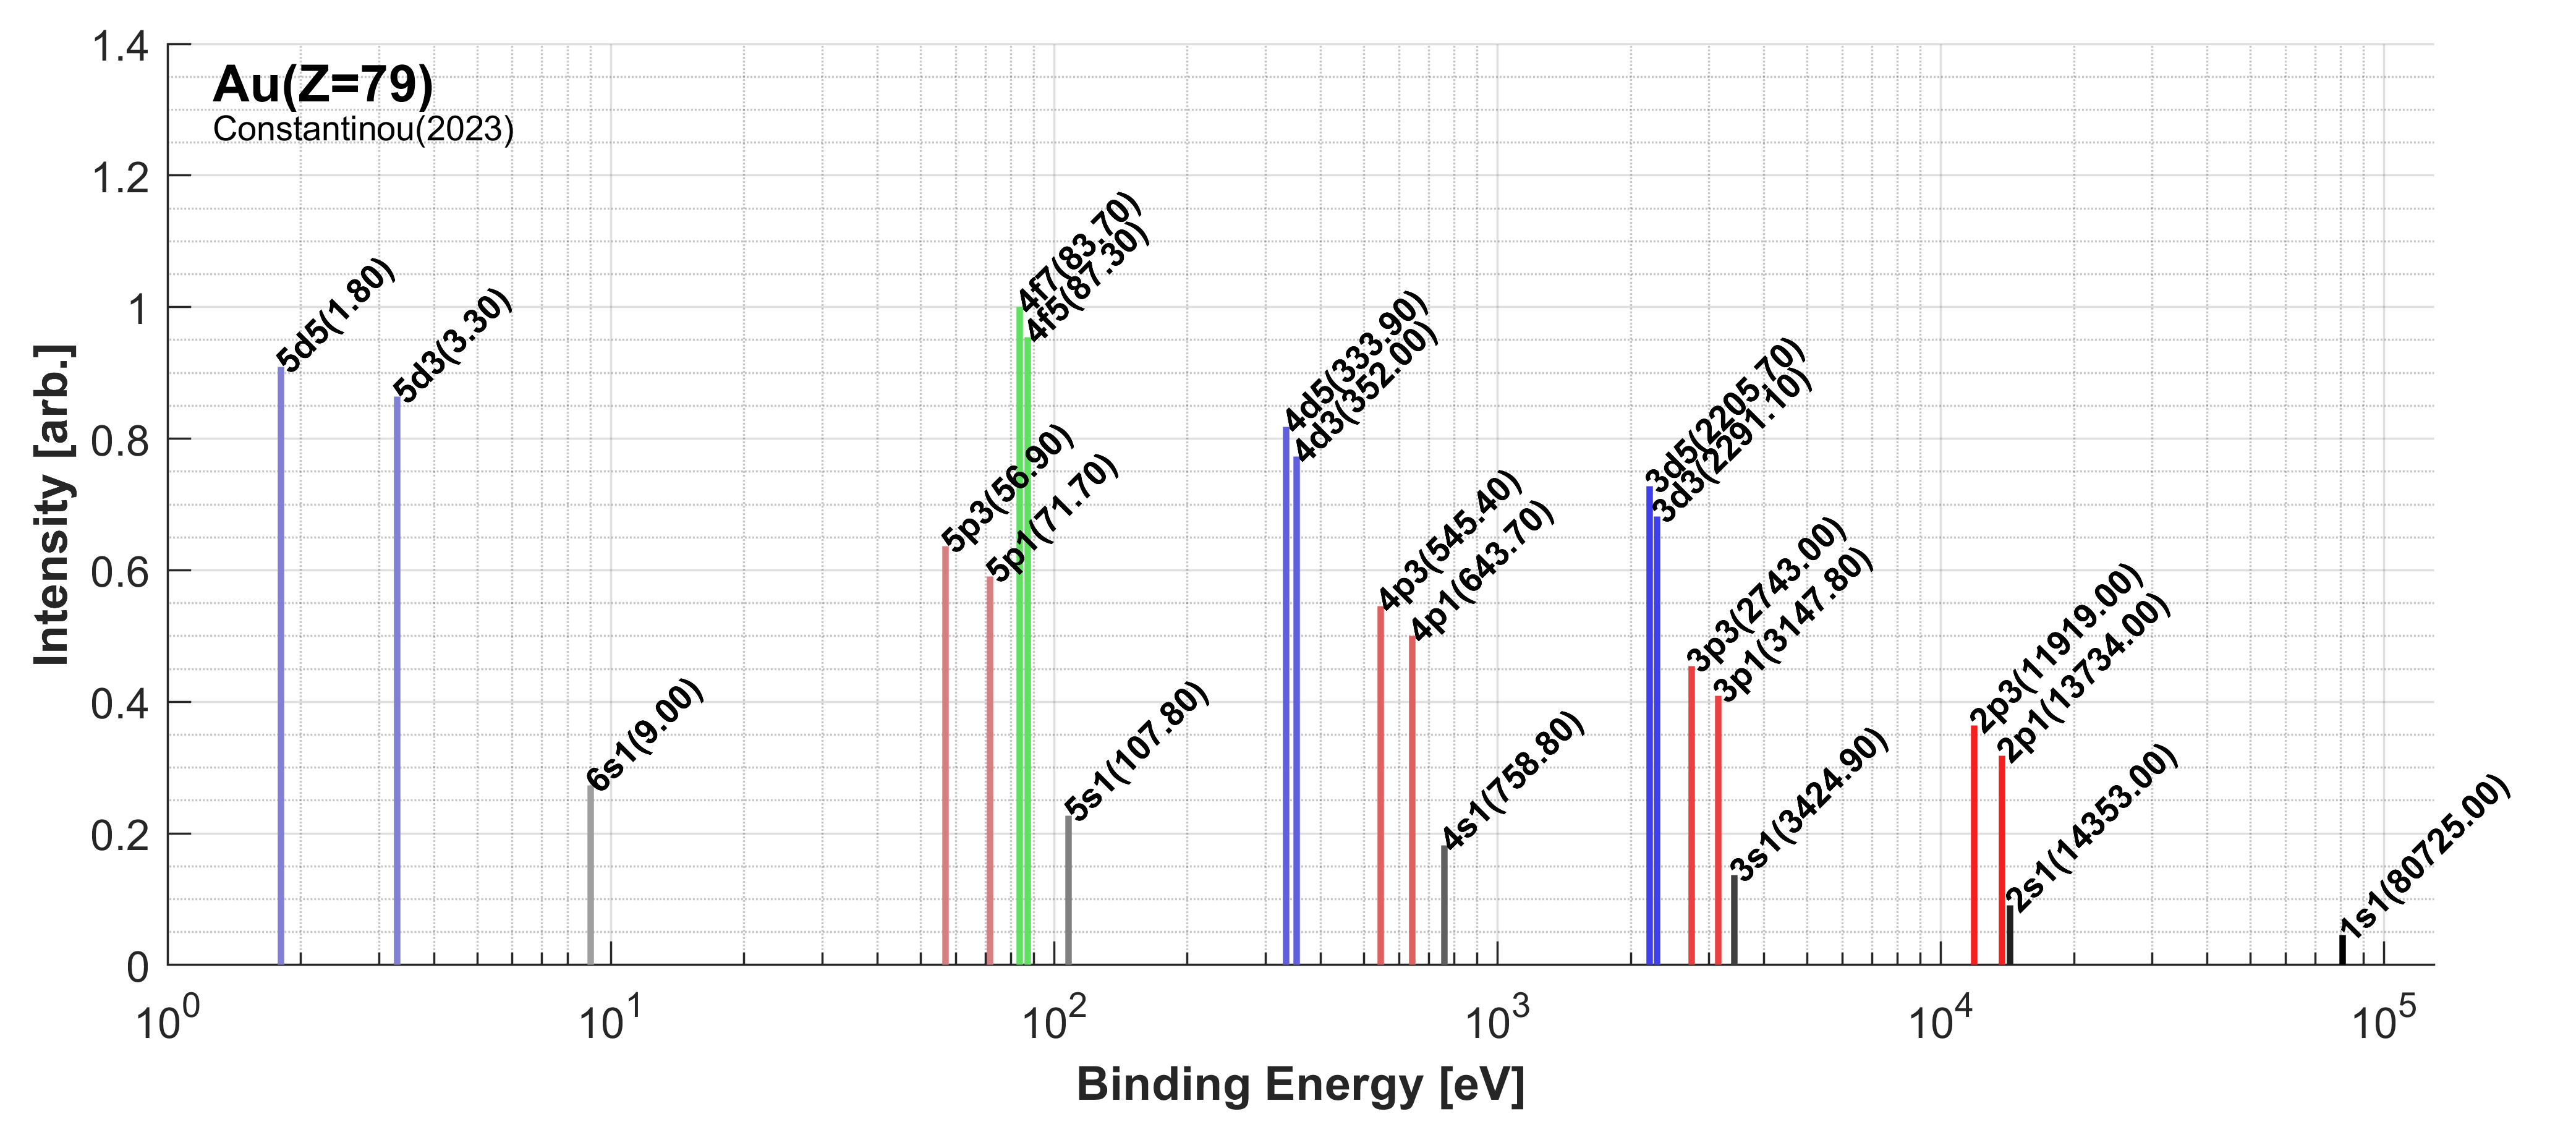 Au(Z=79)
Constantinou(2023)
Intensity [arb.]
1.4
1.2
1
0.8
0.6
0.4
0.2
0
5d5(1.80)
5d3(3.30)
6s1(9.00)
5p3(56.90)
5p1(71.70)
4f7(83.70)
4f5(87.30)
5s1(107.80)
4d5(333.90)
4d3(352.00)
4p3(545.40)
4p1(643.70)
4s1(758.80)
3d5(2205.70)
3d3(2291.10)
3p3(2743.00)
3p1(3147.80)
3s1(3424.90)
2p3(11919.00)
2p1(13734.00)
2s1(14353.00)
1s1(80725.00)
10^0 10^1 10^2 10^3 10^4 10^5
Binding Energy [eV]